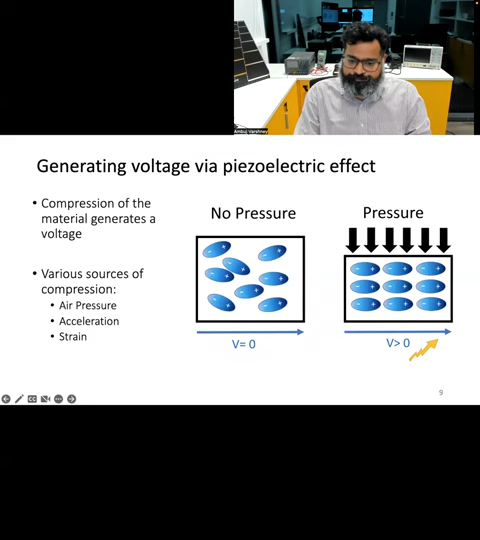 Ambuj Varshney
Generating voltage via piezoelectric effect
• Compression of the
material generates a
voltage
• Various sources of
compression:
• Air Pressure
• Acceleration
• Strain
No Pressure
V= 0
Pressure
V> 0
9